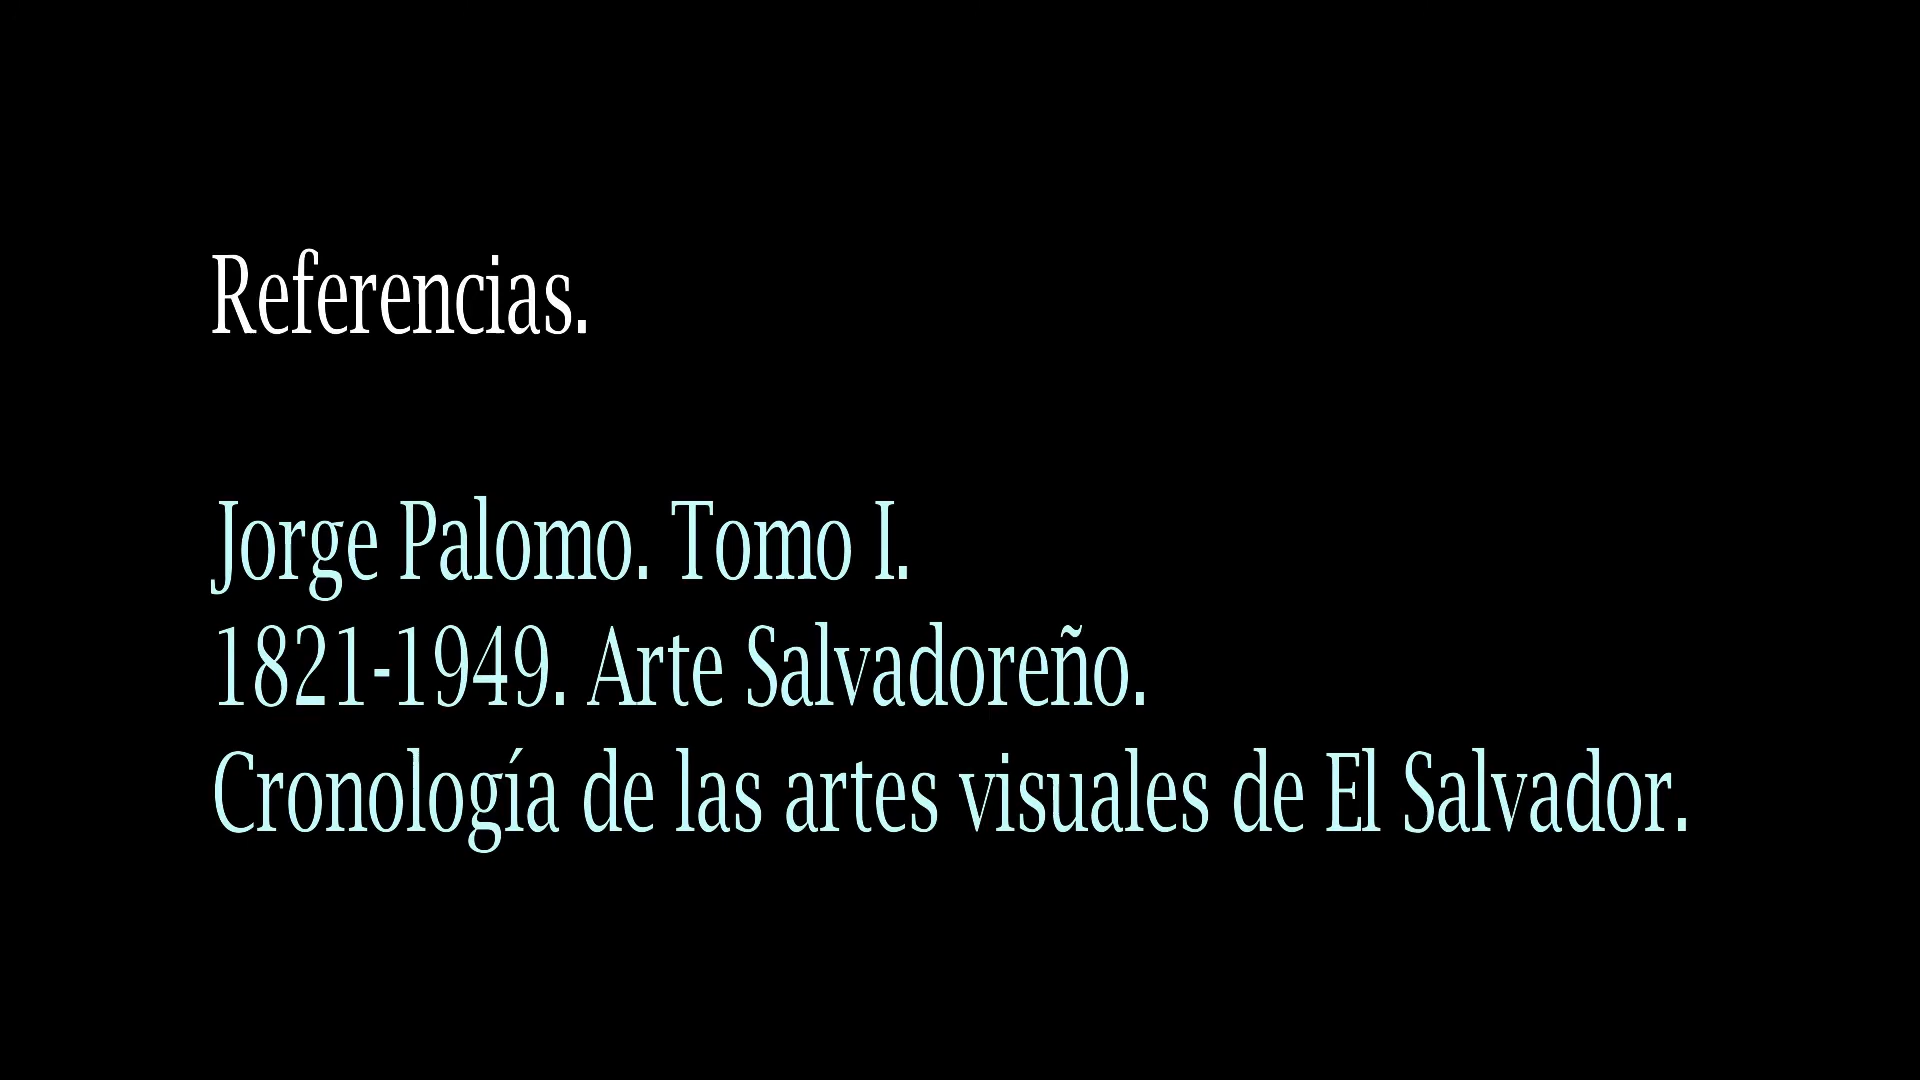 Referencias.
Jorge Palomo. Tomo I.
1821-1949. Arte Salvadoreño.
Cronología de las artes visuales de El Salvador.